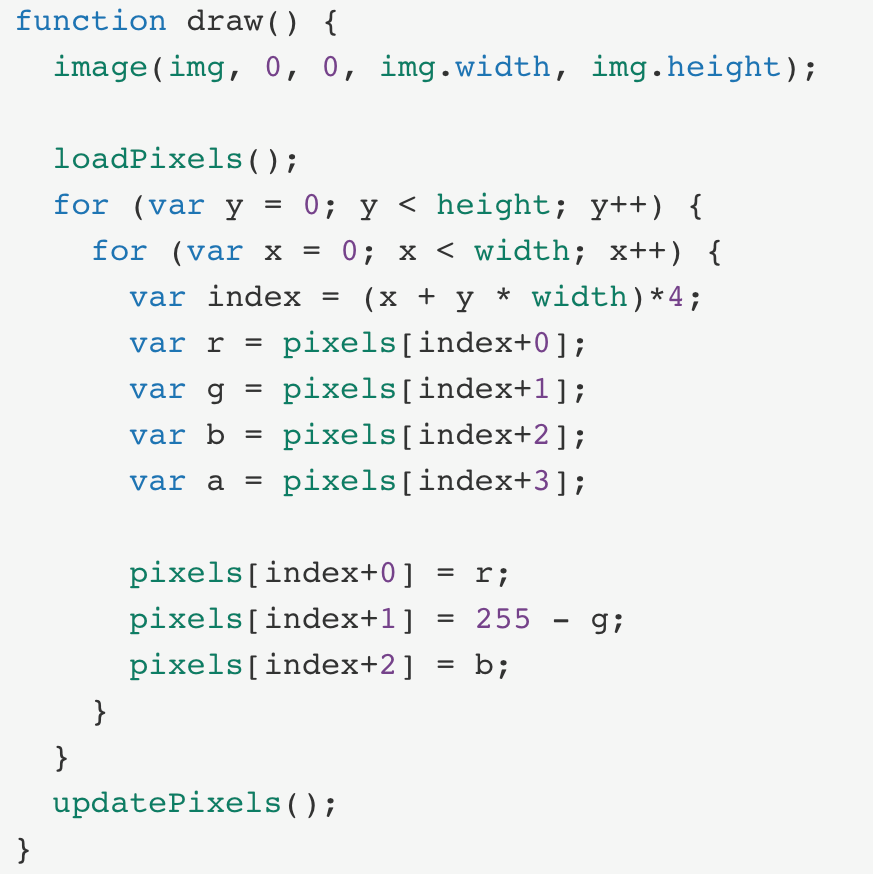 function draw() {
  image(img, 0, 0, img.width, img.height);

  loadPixels();
  for (var y = 0; y < height; y++) {
    for (var x = 0; x < width; x++) {
      var index = (x + y * width)*4;
      var r = pixels[index+0];
      var g = pixels[index+1];
      var b = pixels[index+2];
      var a = pixels[index+3];

      pixels[index+0] = r;
      pixels[index+1] = 255 - g;
      pixels[index+2] = b;
    }
  }
  updatePixels();
}